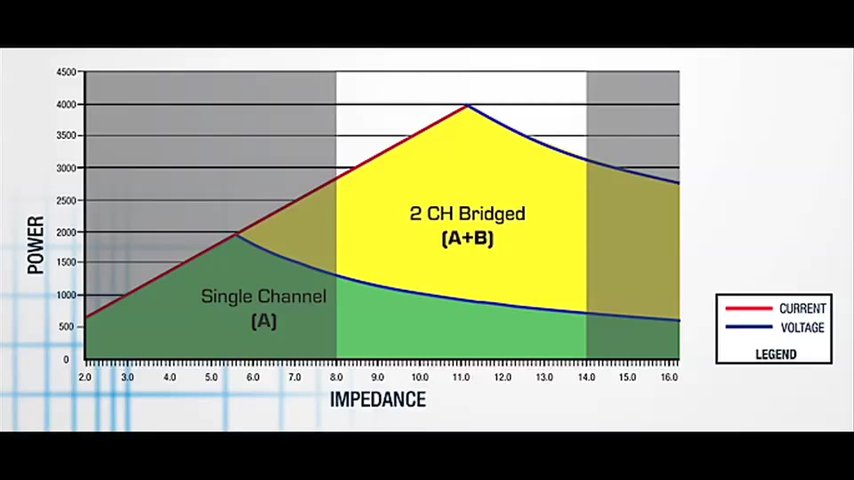 4500
4000
3500
3000
2500
2000
1500
1000
500
0
POWER
2 CH Bridged
(A+B)
Single Channel
(A)
2.0 3.0 4.0 5.0 6.0 7.0 8.0 9.0 10.0 11.0 12.0 13.0 14.0 15.0 16.0
IMPEDANCE
CURRENT
VOLTAGE
LEGEND